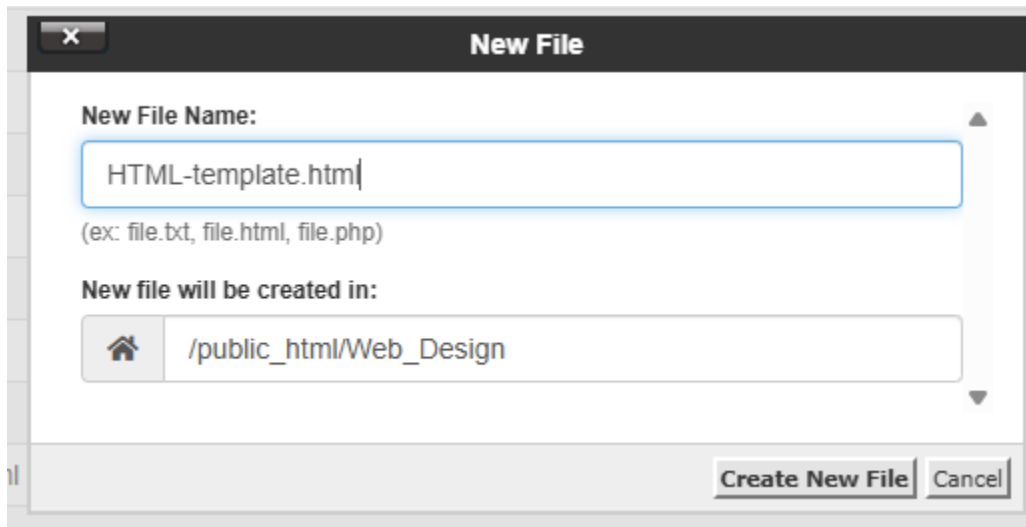 New File
New File Name:
HTML-template.html
(ex: file.txt, file.html, file.php)
New file will be created in:
/public_html/Web_Design
Create New File Cancel